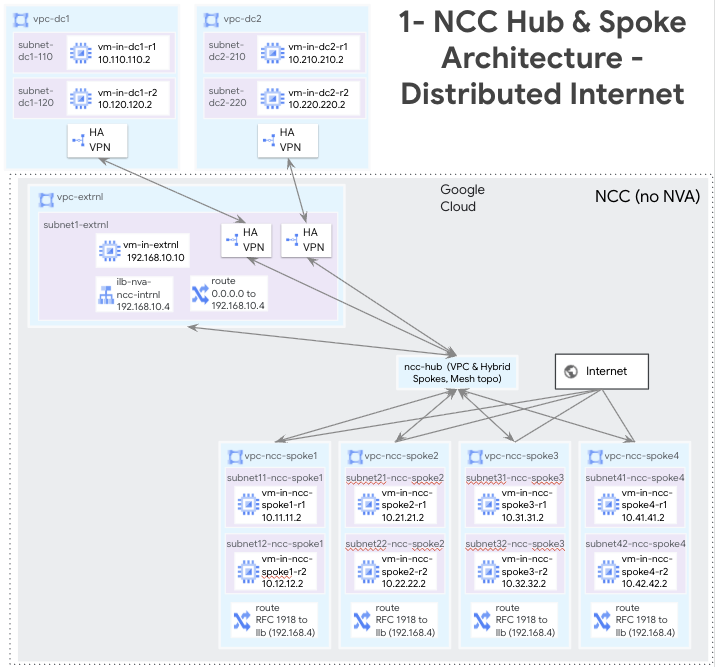 1- NCC Hub & Spoke
Architecture -
Distributed Internet
vpc-dc1
subnet-
dc1-110
vm-in-dc1-r1
10.110.110.2
subnet-
dc1-120
vm-in-dc1-r2
10.120.120.2
HA
VPN
vpc-dc2
subnet-
dc2-210
vm-in-dc2-r1
10.210.210.2
subnet-
dc2-220
vm-in-dc2-r2
10.220.220.2
HA
VPN
Google
Cloud
NCC (no NVA)
vpc-extrnl
subnet1-extrnl
vm-in-extrnl
192.168.10.10
HA
VPN
HA
VPN
ilb-nva-
ncc-intrnl
192.168.10.4
route
0.0.0.0 to
192.168.10.4
ncc-hub (VPC & Hybrid
Spokes, Mesh topo)
Internet
vpc-ncc-spoke1
subnet11-ncc-spoke1
vm-in-ncc-
spoke1-r1
10.11.11.2
subnet12-ncc-spoke1
vm-in-ncc-
spoke1-r2
10.12.12.2
route
RFC 1918 to
Ilb (192.168.4)
vpc-ncc-spoke2
subnet21-ncc-spoke2
vm-in-ncc-
spoke2-r1
10.21.21.2
subnet22-ncc-spoke2
vm-in-ncc-
spoke2-r2
10.22.22.2
route
RFC 1918 to
Ilb (192.168.4)
vpc-ncc-spoke3
subnet31-ncc-spoke3
vm-in-ncc-
spoke3-r1
10.31.31.2
subnet32-ncc-spoke3
vm-in-ncc-
spoke3-r2
10.32.32.2
route
RFC 1918 to
Ilb (192.168.4)
vpc-ncc-spoke4
subnet41-ncc-spoke4
vm-in-ncc-
spoke4-r1
10.41.41.2
subnet42-ncc-spoke4
vm-in-ncc-
spoke4-r2
10.42.42.2
route
RFC 1918 to
Ilb (192.168.4)